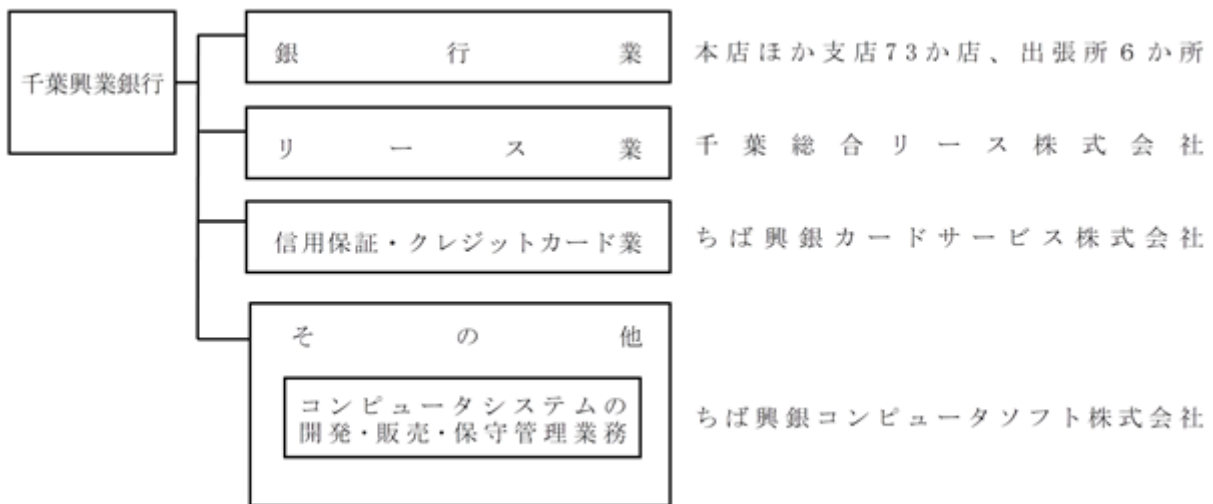 千葉興業銀行
銀行業 本店ほか支店73か店、出張所6か所
リース業 千葉総合リース株式会社
信用保証・クレジットカード業 ちば興銀カードサービス株式会社
その他
コンピュータシステムの
開発・販売・保守管理業務
ちば興銀コンピュータソフト株式会社